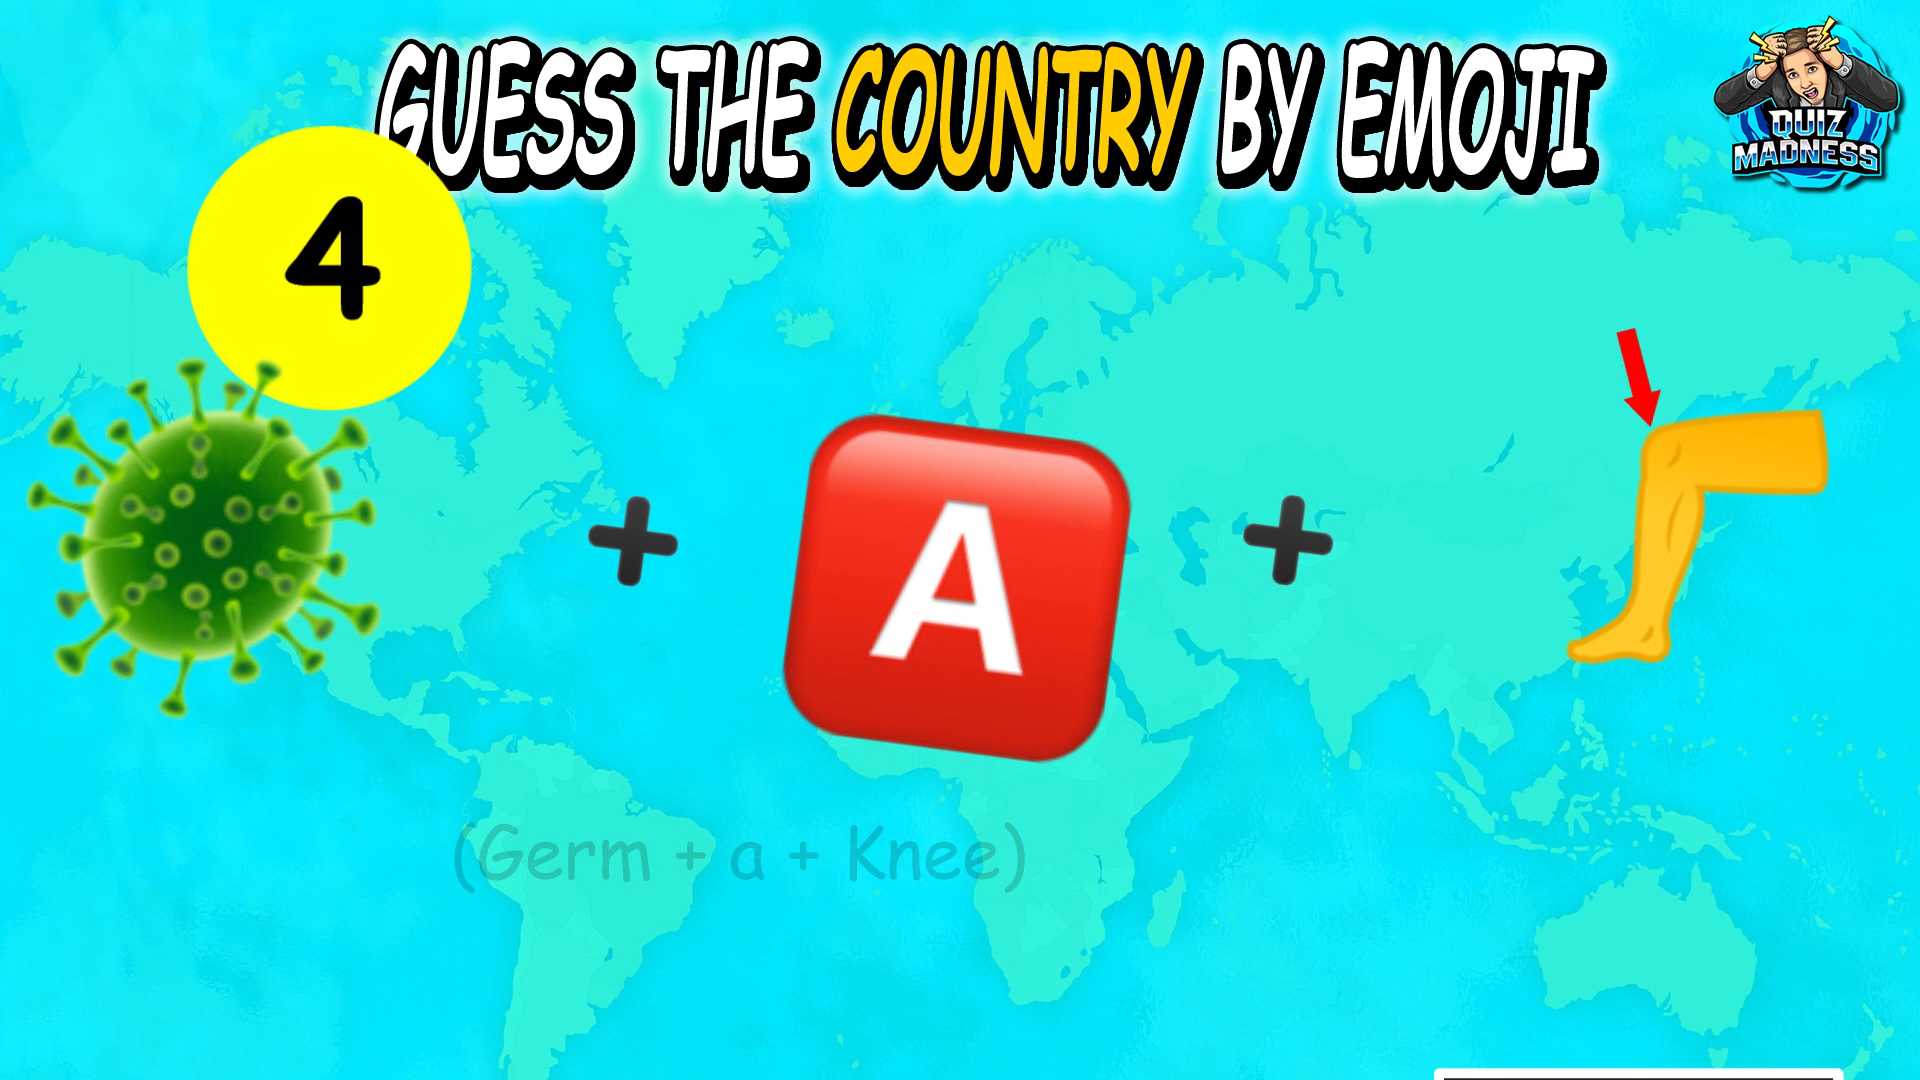 GUESS THE COUNTRY BY EMOJI
QUIZ
MADNESS
4
A
(Germ + a + Knee)